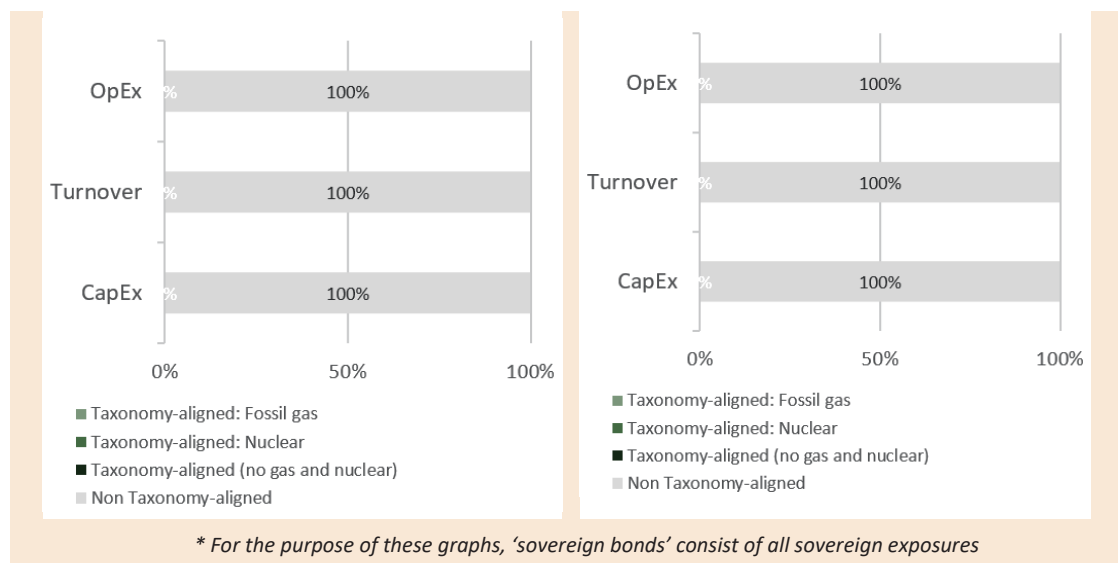 OpEx
% 100%
Turnover
% 100%
CapEx
% 100%
0% 50% 100%
Taxonomy-aligned: Fossil gas
Taxonomy-aligned: Nuclear
Taxonomy-aligned (no gas and nuclear)
Non Taxonomy-aligned
OpEx
% 100%
Turnover
% 100%
CapEx
% 100%
0% 50% 100%
Taxonomy-aligned: Fossil gas
Taxonomy-aligned: Nuclear
Taxonomy-aligned (no gas and nuclear)
Non Taxonomy-aligned
* For the purpose of these graphs, ‘sovereign bonds’ consist of all sovereign exposures